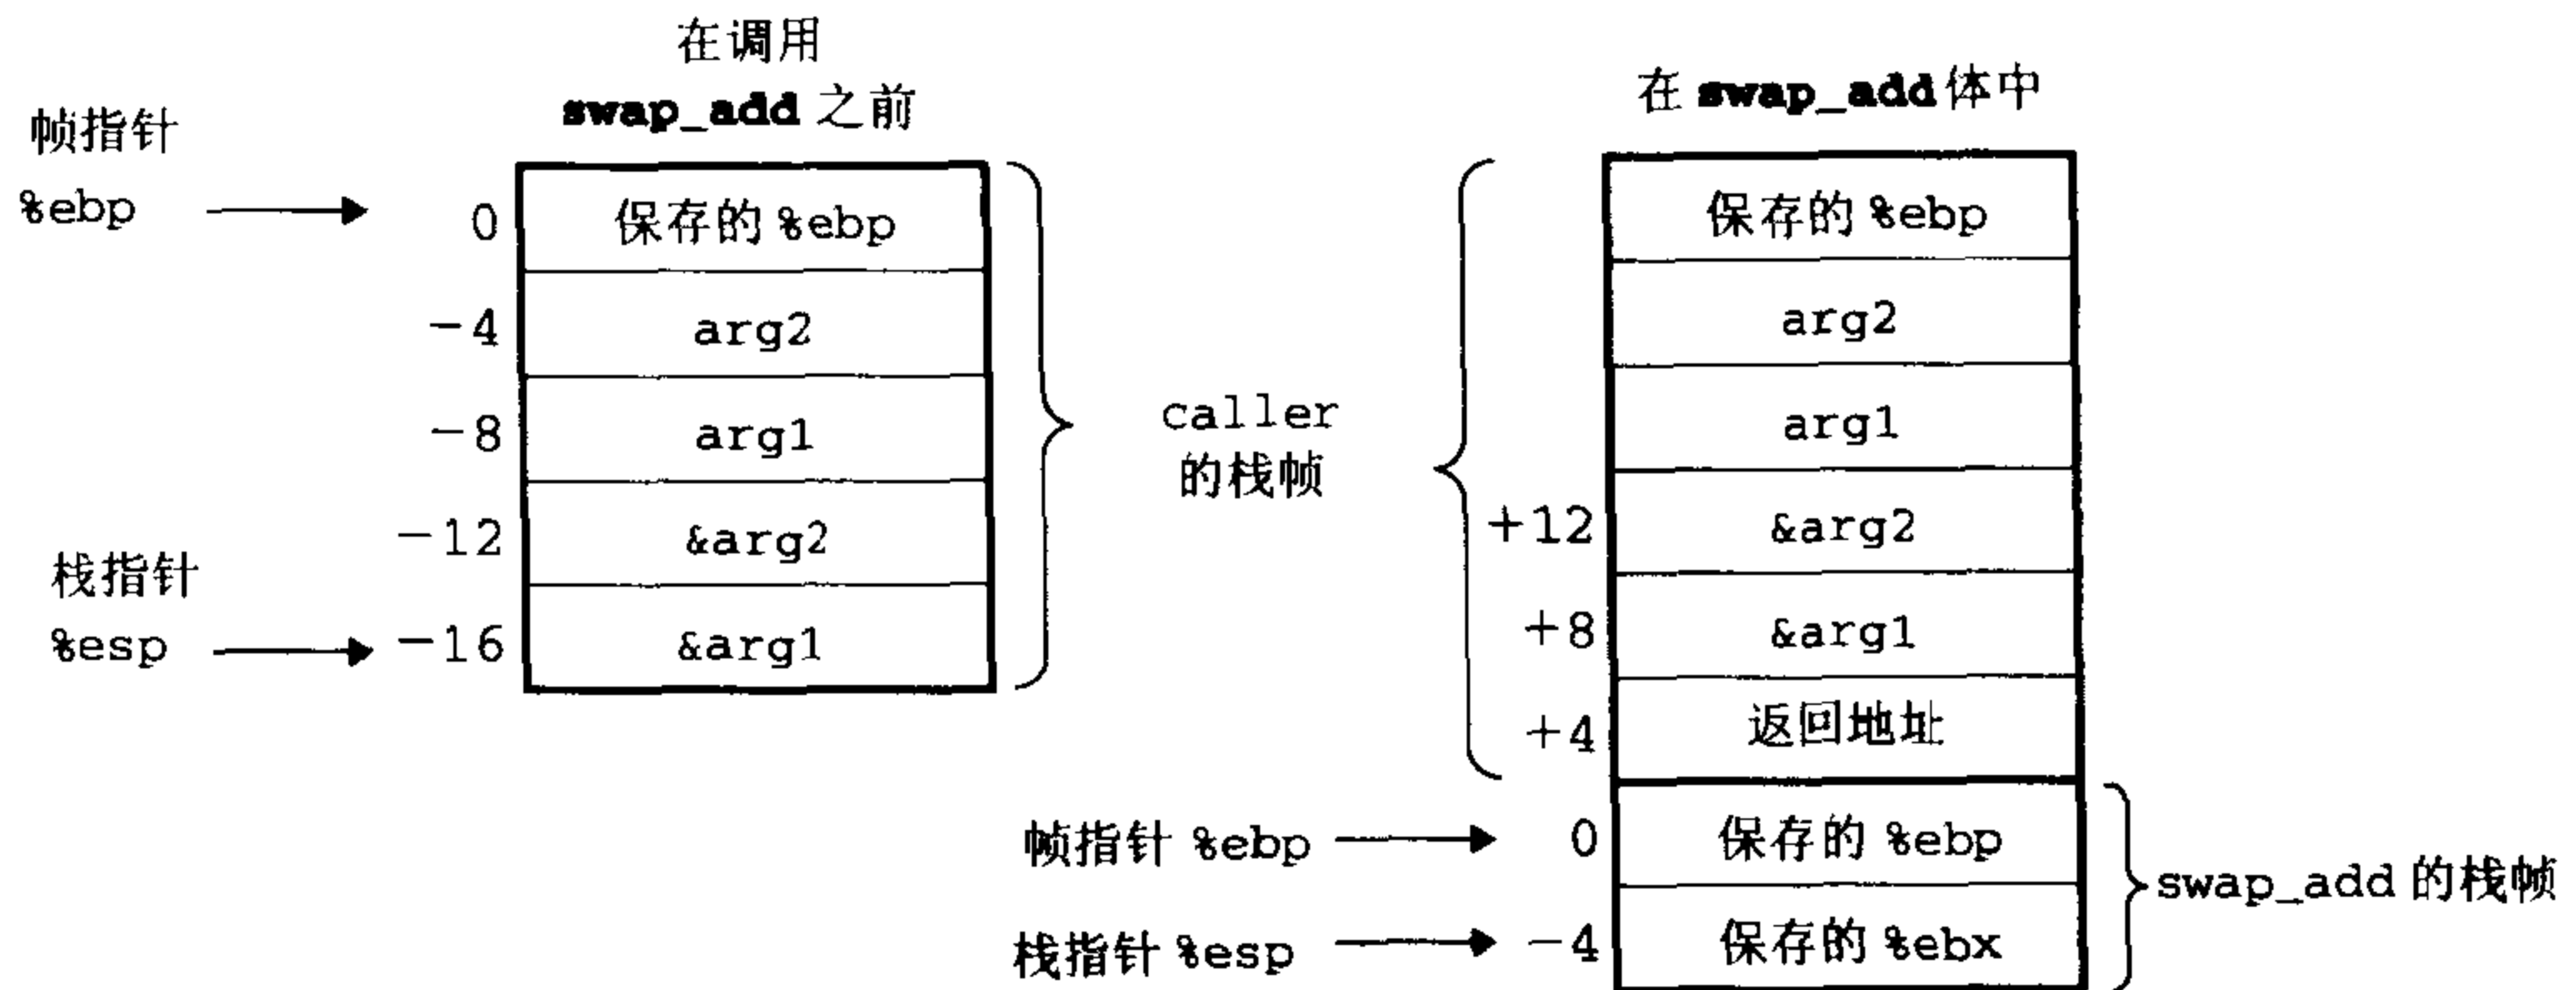 在调用
swap_add 之前
帧指针
%ebp
0
保存的 %ebp
-4
arg2
-8
arg1
-12
&arg2
栈指针
%esp
-16
&arg1
caller
的栈帧
在 swap_add 体中
保存的 %ebp
arg2
arg1
+12
&arg2
+8
&arg1
+4
返回地址
帧指针 %ebp
0
保存的 %ebp
栈指针 %esp
-4
保存的 %ebx
swap_add 的栈帧